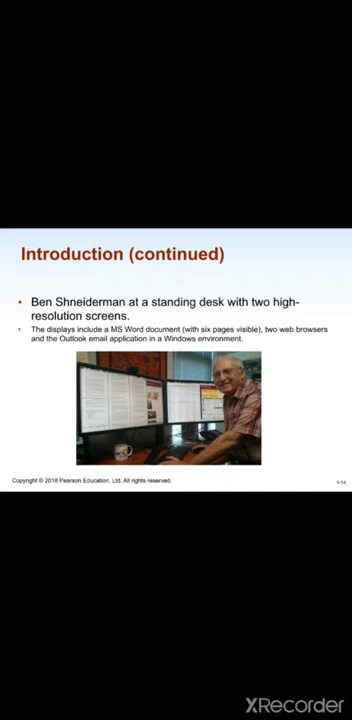 Introduction (continued)
• Ben Shneiderman at a standing desk with two high-
resolution screens.
• The displays include a MS Word document (with six pages visible), two web browsers
and the Outlook email application in a Windows environment.
Copyright © 2018 Pearson Education, Ltd. All rights reserved.
1-14
XRecorder